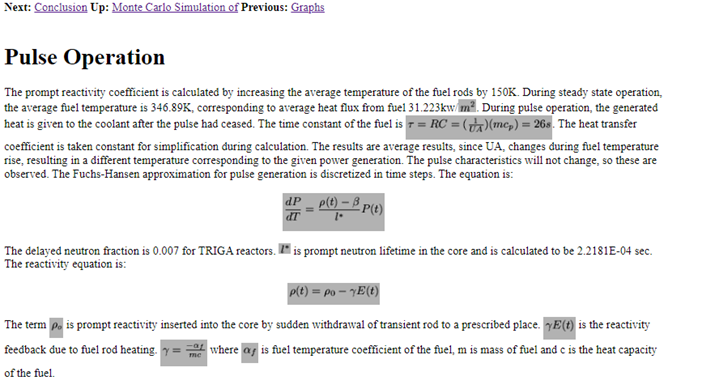 Next: Conclusion Up: Monte Carlo Simulation of Previous: Graphs
Pulse Operation:
The prompt reactivity coefficient is calculated by increasing the average temperature of the fuel rods by 150K. During steady state operation,
the average fuel temperature is 346.89K, corresponding to average heat flux from fuel 31.223kw/m². During pulse operation, the generated
heat is given to the coolant after the pulse had ceased. The time constant of the fuel is τ = RC = (1/UA)(mcₚ) = 26s. The heat transfer
coefficient is taken constant for simplification during calculation. The results are average results, since UA, changes during fuel temperature
rise, resulting in a different temperature corresponding to the given power generation. The pulse characteristics will not change, so these are
observed. The Fuchs-Hansen approximation for pulse generation is discretized in time steps. The equation is:
dP/dT = (ρ(t) − β)/l* P(t)
The delayed neutron fraction is 0.007 for TRIGA reactors. l* is prompt neutron lifetime in the core and is calculated to be 2.2181E-04 sec.
The reactivity equation is:
ρ(t) = ρ₀ − γE(t)
The term ρₒ is prompt reactivity inserted into the core by sudden withdrawal of transient rod to a prescribed place. γE(t) is the reactivity
feedback due to fuel rod heating. γ = −α_f/mc where α_f is fuel temperature coefficient of the fuel, m is mass of fuel and c is the heat capacity
of the fuel.